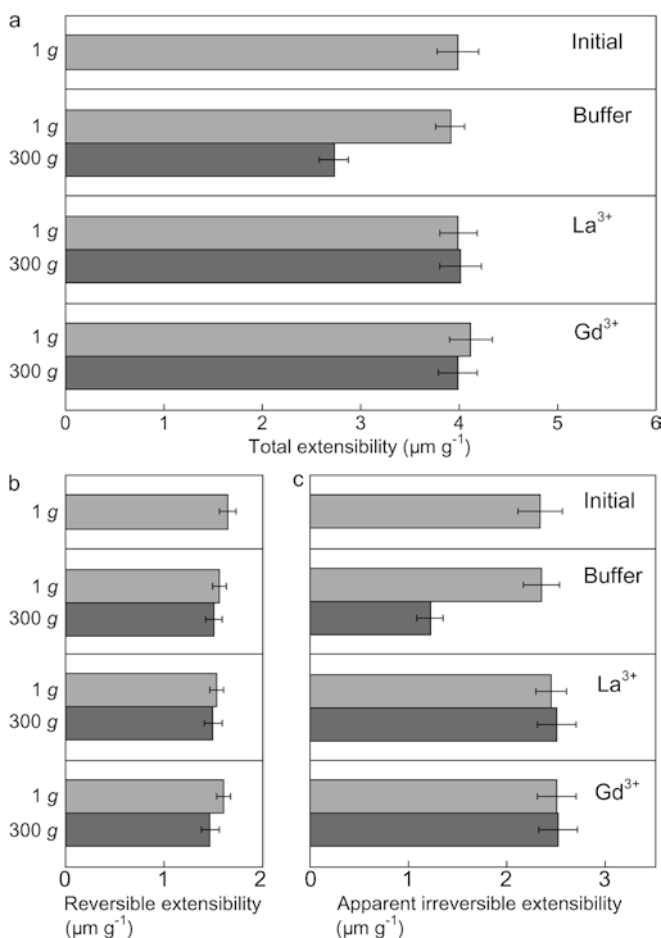 a
1 g
Initial
1 g
300 g
Buffer
1 g
300 g
La³⁺
1 g
300 g
Gd³⁺
0 1 2 3 4 5 6
Total extensibility (µm g⁻¹)
b
1 g
1 g
300 g
1 g
300 g
1 g
300 g
0 2
Reversible extensibility
(µm g⁻¹)
c
Initial
Buffer
La³⁺
Gd³⁺
0 1 2 3
Apparent irreversible extensibility
(µm g⁻¹)